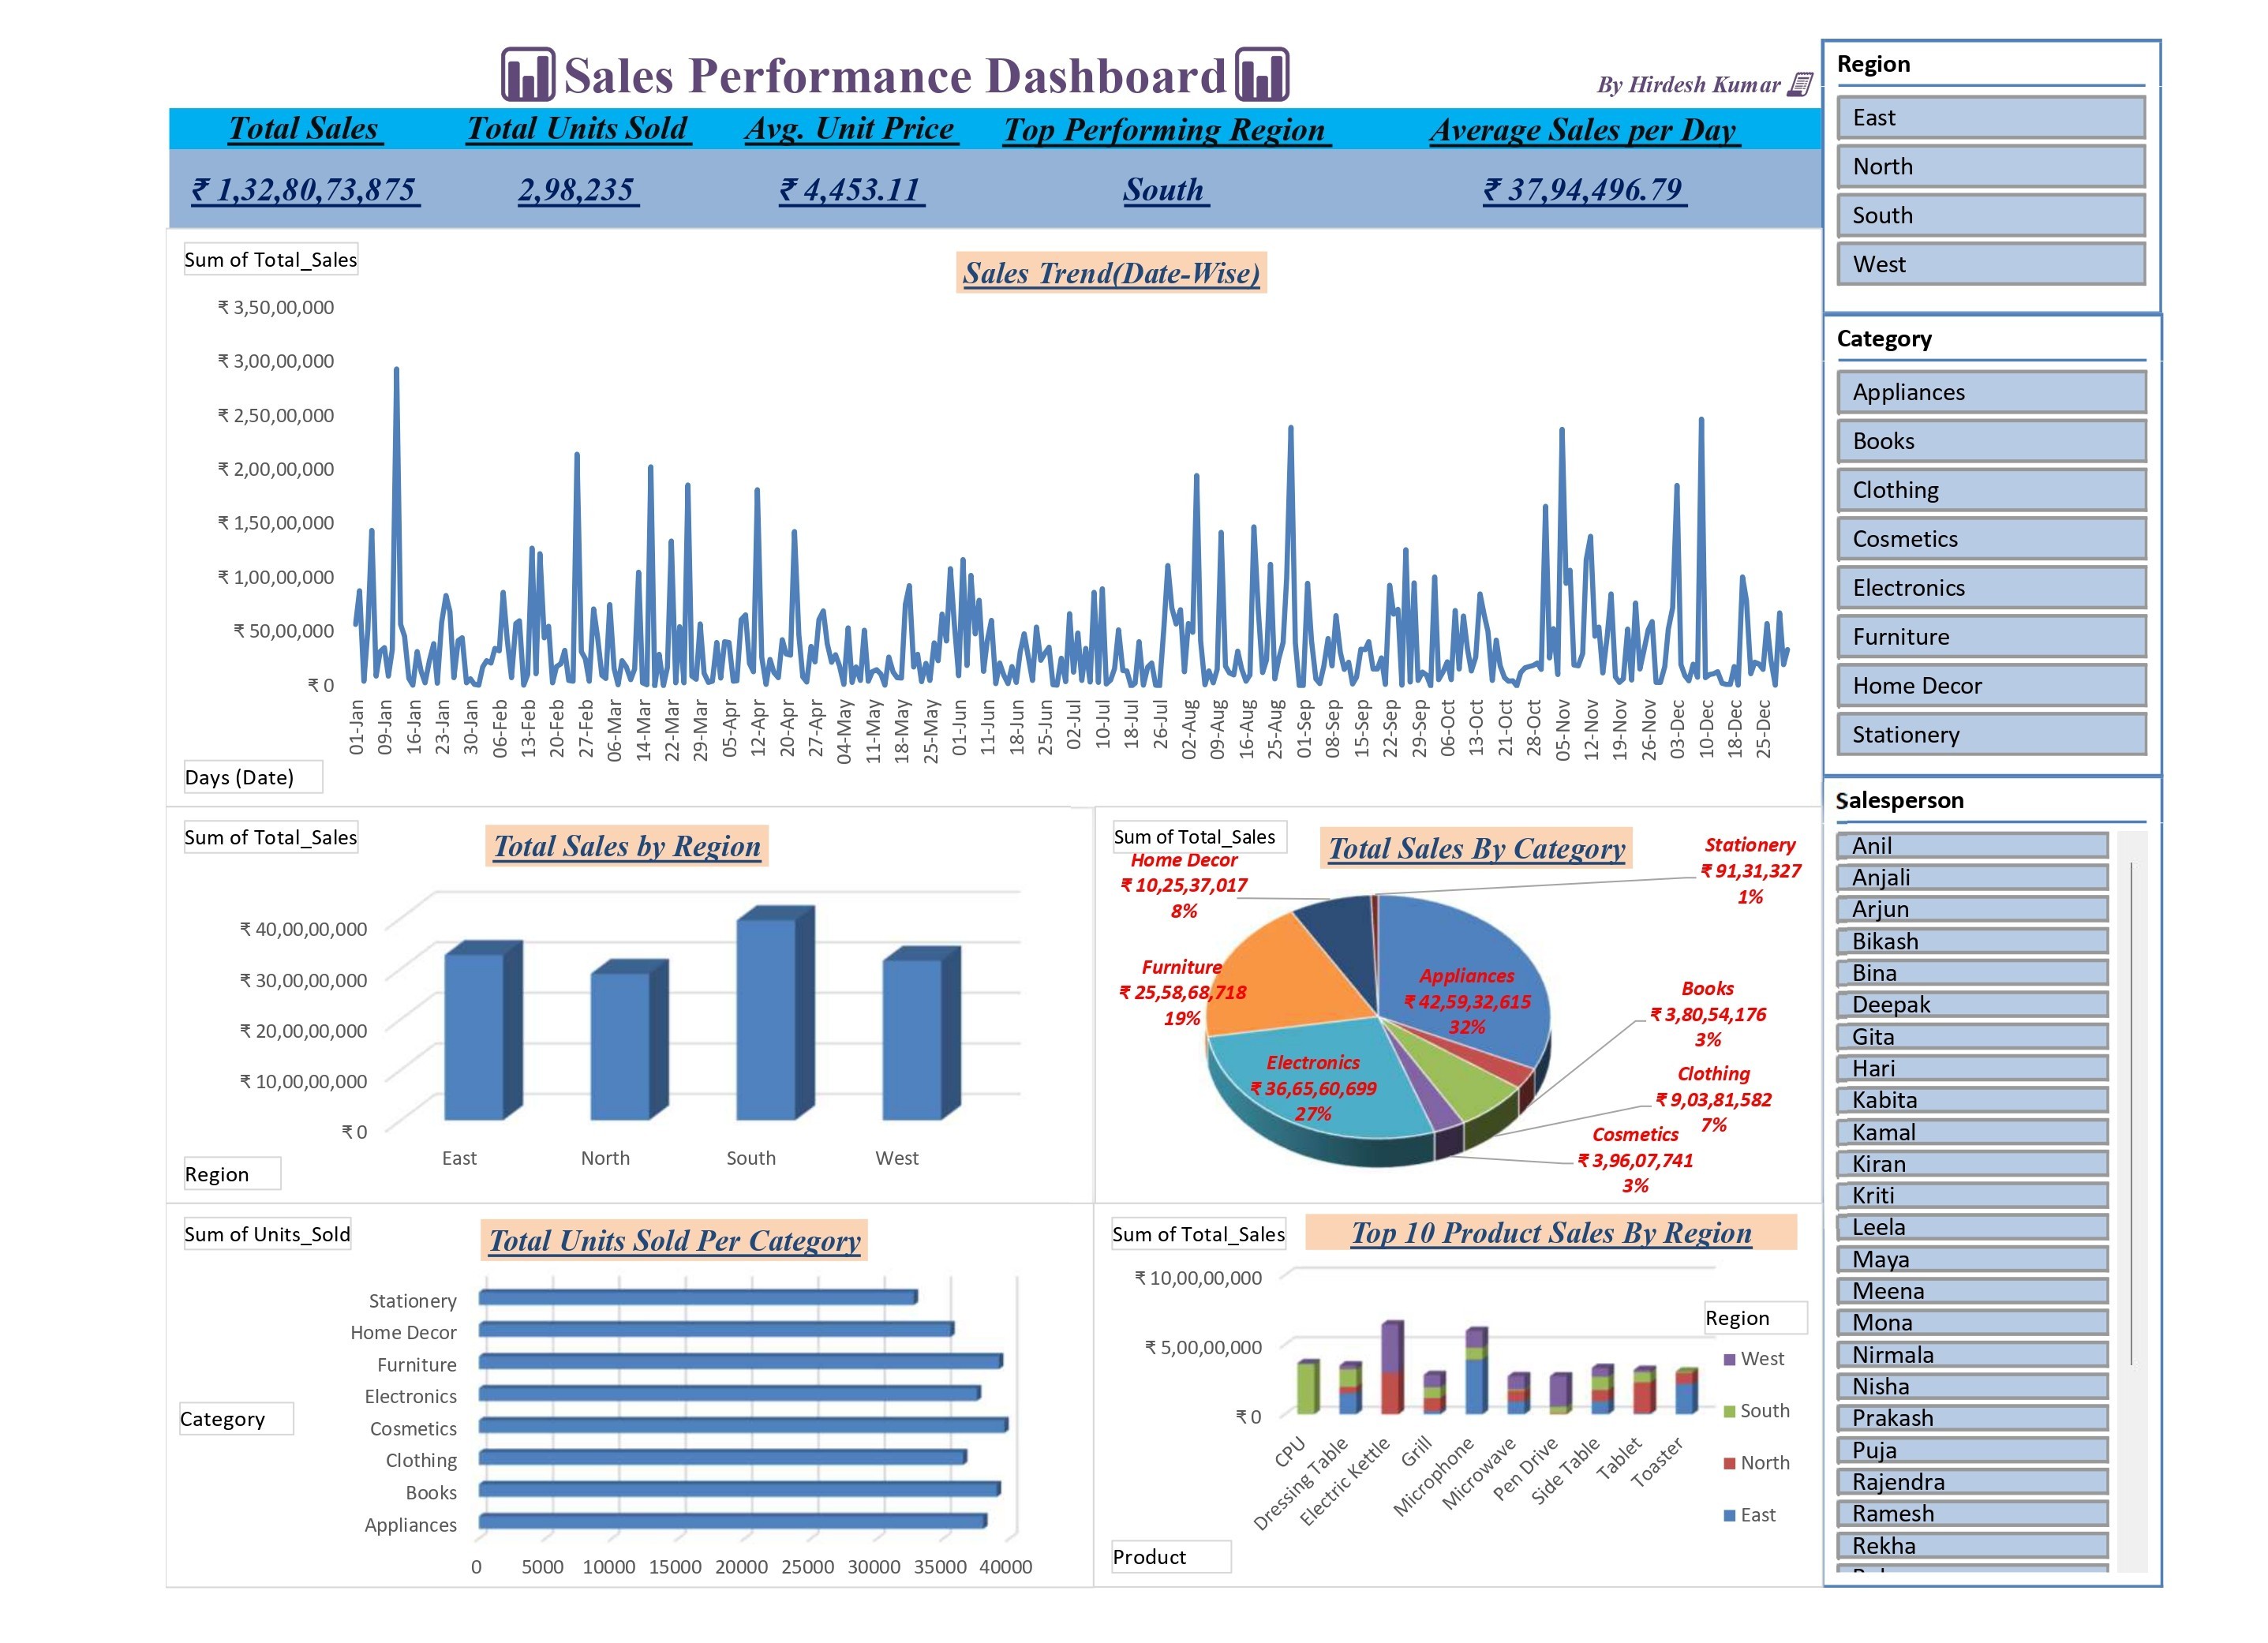 Sales Performance Dashboard
By Hirdesh Kumar
Total Sales Total Units Sold Avg. Unit Price Top Performing Region Average Sales per Day
₹ 1,32,80,73,875 2,98,235 ₹ 4,453.11 South ₹ 37,94,496.79
Sum of Total_Sales
Sales Trend(Date-Wise)
₹ 3,50,00,000
₹ 3,00,00,000
₹ 2,50,00,000
₹ 2,00,00,000
₹ 1,50,00,000
₹ 1,00,00,000
₹ 50,00,000
₹ 0
01-Jan
09-Jan
16-Jan
23-Jan
30-Jan
06-Feb
13-Feb
20-Feb
27-Feb
06-Mar
14-Mar
22-Mar
29-Mar
05-Apr
12-Apr
20-Apr
27-Apr
04-May
11-May
18-May
25-May
01-Jun
11-Jun
18-Jun
25-Jun
02-Jul
10-Jul
18-Jul
26-Jul
02-Aug
09-Aug
16-Aug
25-Aug
01-Sep
08-Sep
15-Sep
22-Sep
29-Sep
06-Oct
13-Oct
21-Oct
28-Oct
05-Nov
12-Nov
19-Nov
26-Nov
03-Dec
10-Dec
18-Dec
25-Dec
Days (Date)
Sum of Total_Sales
Total Sales by Region
₹ 40,00,00,000
₹ 30,00,00,000
₹ 20,00,00,000
₹ 10,00,00,000
₹ 0
East North South West
Region
Sum of Total_Sales
Total Sales By Category
Home Decor
₹ 10,25,37,017
8%
Stationery
₹ 91,31,327
1%
Furniture
₹ 25,58,68,718
19%
Appliances
₹ 42,59,32,615
32%
Books
₹ 3,80,54,176
3%
Electronics
₹ 36,65,60,699
27%
Clothing
₹ 9,03,81,582
7%
Cosmetics
₹ 3,96,07,741
3%
Sum of Units_Sold
Total Units Sold Per Category
Stationery
Home Decor
Furniture
Electronics
Cosmetics
Clothing
Books
Appliances
Category
0 5000 10000 15000 20000 25000 30000 35000 40000
Sum of Total_Sales
Top 10 Product Sales By Region
₹ 10,00,00,000
₹ 5,00,00,000
₹ 0
CPU
Dressing Table
Electric Kettle
Grill
Microphone
Microwave
Pen Drive
Side Table
Tablet
Toaster
Region
West
South
North
East
Product
Region
East
North
South
West
Category
Appliances
Books
Clothing
Cosmetics
Electronics
Furniture
Home Decor
Stationery
Salesperson
Anil
Anjali
Arjun
Bikash
Bina
Deepak
Gita
Hari
Kabita
Kamal
Kiran
Kriti
Leela
Maya
Meena
Mona
Nirmala
Nisha
Prakash
Puja
Rajendra
Ramesh
Rekha